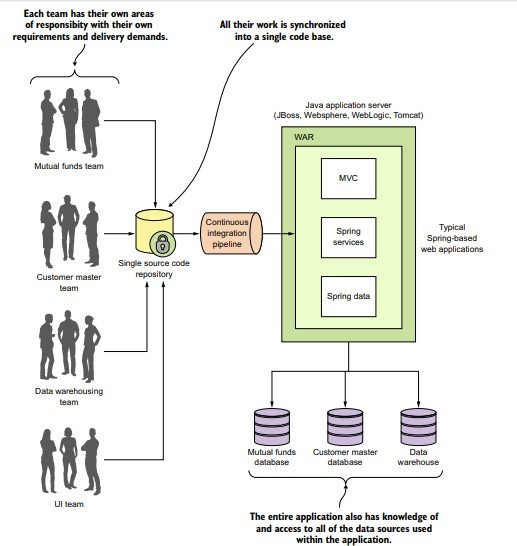 Each team has their own areas
of responsibity with their own
requirements and delivery demands.
All their work is synchronized
into a single code base.
Java application server
(JBoss, Websphere, WebLogic, Tomcat)
WAR
MVC
Mutual funds team
Continuous
integration
pipeline
Spring
services
Typical
Spring-based
web applications
Single source code
repository
Customer master
team
Spring data
Data warehousing
team
Mutual funds
database
Customer master
database
Data
warehouse
UI team
The entire application also has knowledge of
and access to all of the data sources used
within the application.